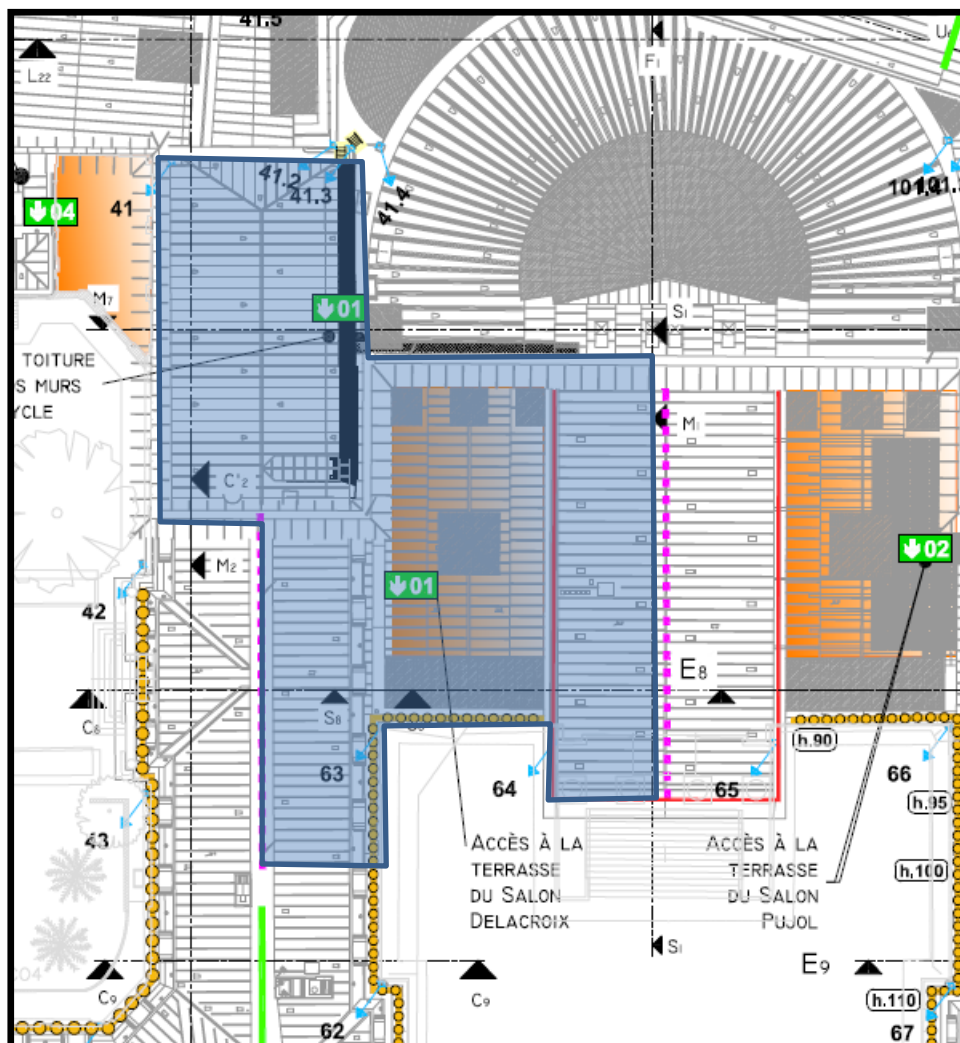 41.5
L22
F1
41.2
41.3
41.4
04
41
M7
01
S1
TOITURE
S MURS
YCLE
C'2
M1
M2
01
02
42
E8
C8
S8
63
64
65
66
h.90
h.95
43
ACCÈS À LA
TERRASSE
DU SALON
DELACROIX
ACCÈS À LA
TERRASSE
DU SALON
PUJOL
h.100
S1
CO4
C9
C9
E9
h.110
62
67